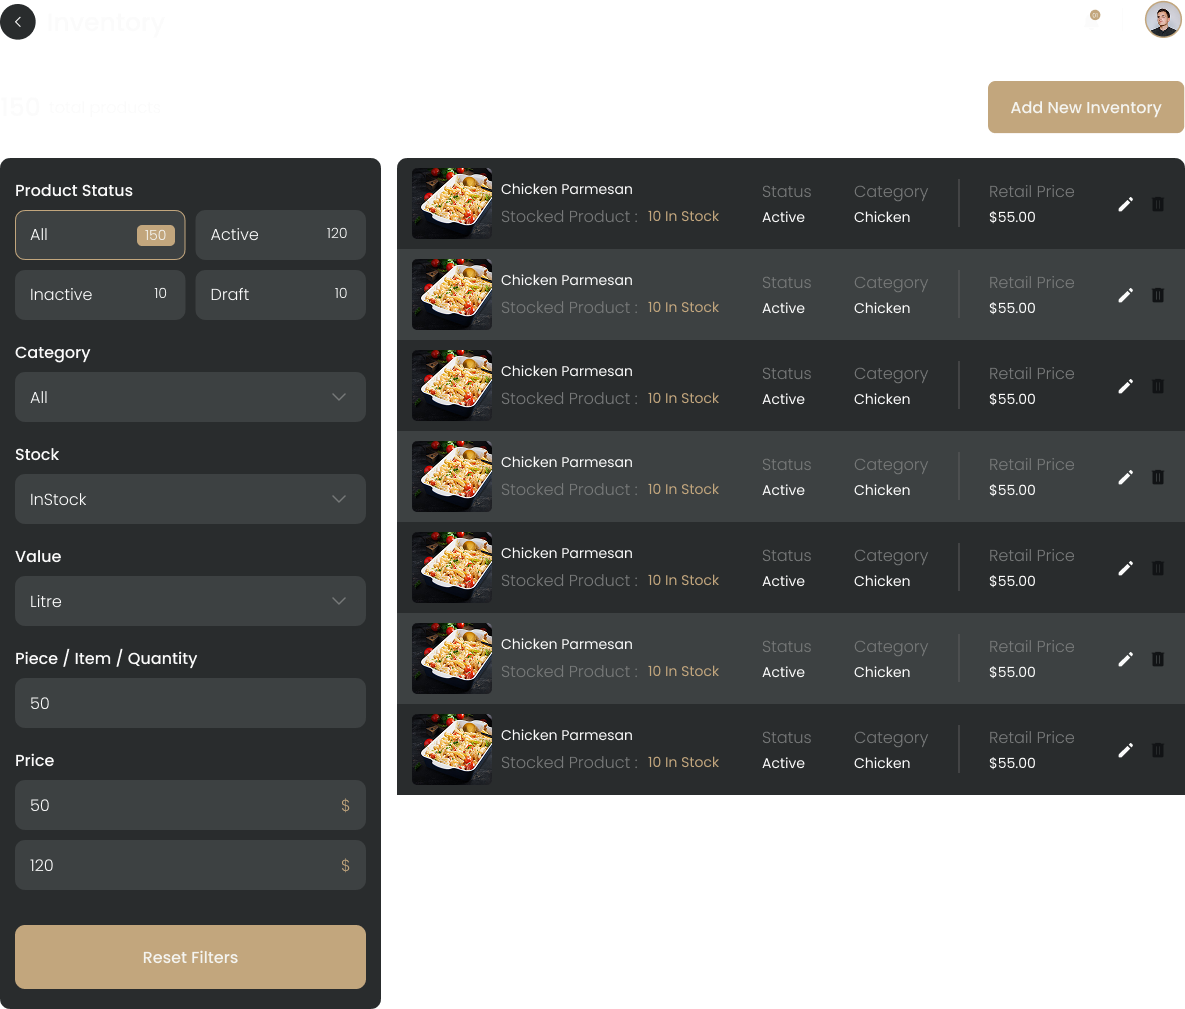 Inventory
150 total products
Add New Inventory
Product Status
All 150
Active 120
Inactive 10
Draft 10
Category
All
Stock
InStock
Value
Litre
Piece / Item / Quantity
50
Price
50 $
120 $
Reset Filters
Chicken Parmesan
Stocked Product : 10 In Stock
Status
Active
Category
Chicken
Retail Price
$55.00
Chicken Parmesan
Stocked Product : 10 In Stock
Status
Active
Category
Chicken
Retail Price
$55.00
Chicken Parmesan
Stocked Product : 10 In Stock
Status
Active
Category
Chicken
Retail Price
$55.00
Chicken Parmesan
Stocked Product : 10 In Stock
Status
Active
Category
Chicken
Retail Price
$55.00
Chicken Parmesan
Stocked Product : 10 In Stock
Status
Active
Category
Chicken
Retail Price
$55.00
Chicken Parmesan
Stocked Product : 10 In Stock
Status
Active
Category
Chicken
Retail Price
$55.00
Chicken Parmesan
Stocked Product : 10 In Stock
Status
Active
Category
Chicken
Retail Price
$55.00